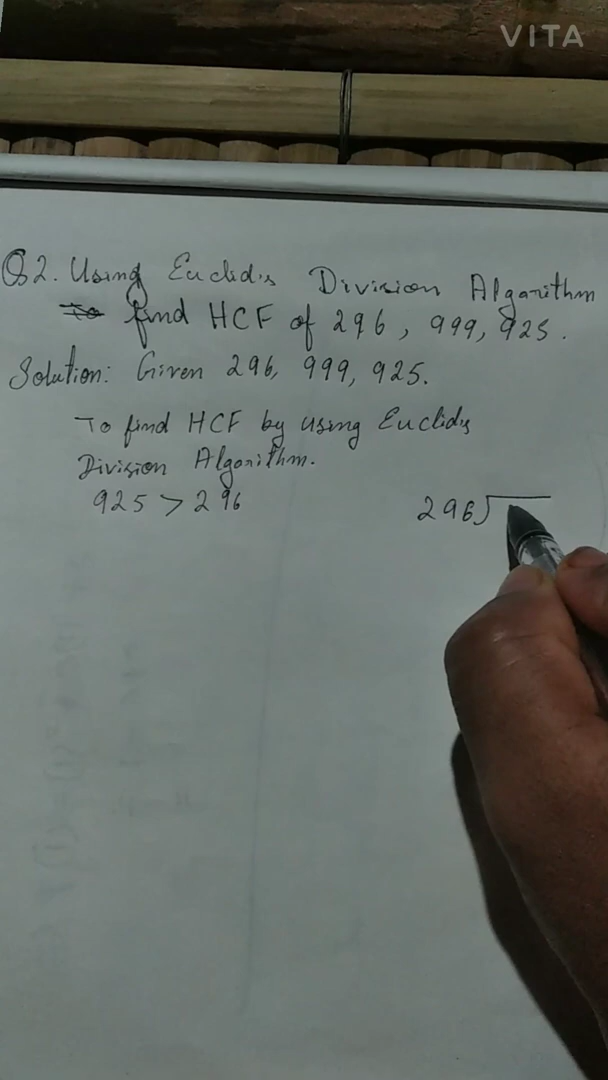 VITA
Q2. Using Euclid's Division Algorithm
find HCF of 296, 999, 925.
Solution: Given 296, 999, 925.
To find HCF by using Euclid's
Division Algorithm.
925 > 296
296